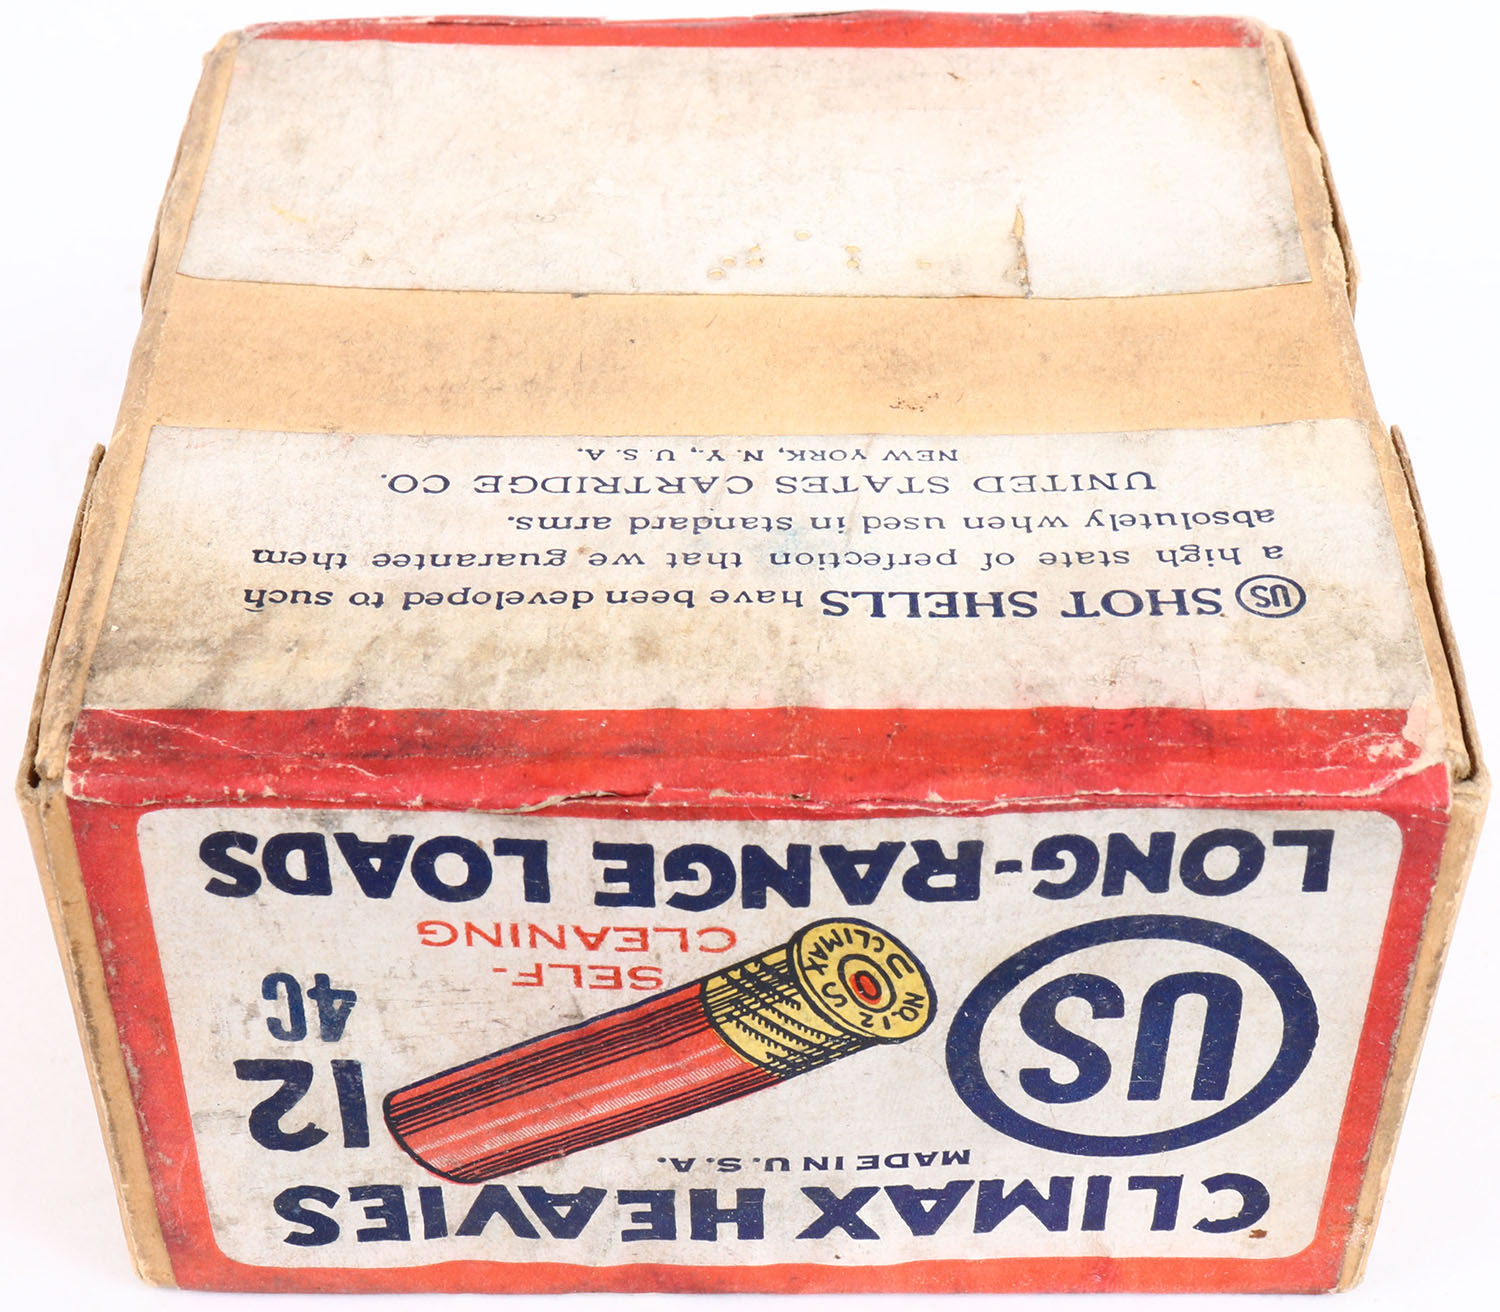 CLIMAX HEAVIES
MADE IN U.S.A.
US
12
4C
SELF-
CLEANING
NO. 12
U S
CLIMAX
LONG-RANGE LOADS
US SHOT SHELLS have been developed to such
a high state of perfection that we guarantee them
absolutely when used in standard arms.
UNITED STATES CARTRIDGE CO.
NEW YORK, N.Y., U.S.A.